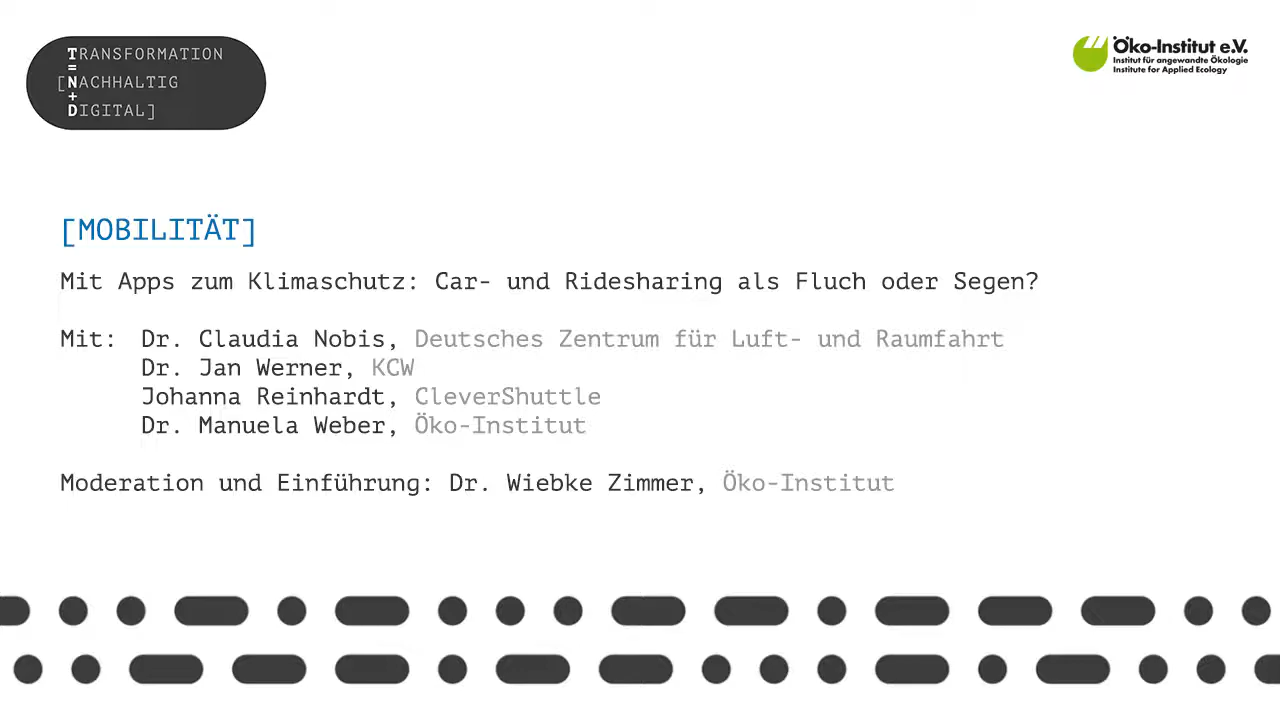 TRANSFORMATION
=
[NACHHALTIG
+
DIGITAL]
Öko-Institut e.V.
Institut für angewandte Ökologie
Institute for Applied Ecology
[MOBILITÄT]
Mit Apps zum Klimaschutz: Car- und Ridesharing als Fluch oder Segen?
Mit: Dr. Claudia Nobis, Deutsches Zentrum für Luft- und Raumfahrt
Dr. Jan Werner, KCW
Johanna Reinhardt, CleverShuttle
Dr. Manuela Weber, Öko-Institut
Moderation und Einführung: Dr. Wiebke Zimmer, Öko-Institut